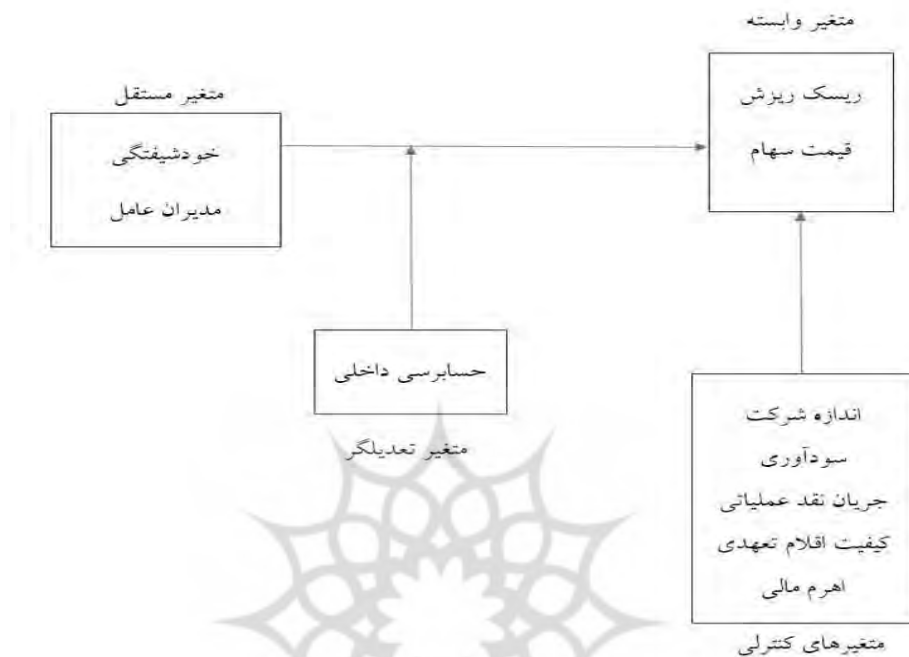 متغیر وابسته
ریسک ریزش
قیمت سهام
متغیر مستقل
خودشیفتگی
مدیران عامل
حسابرسی داخلی
متغیر تعدیلگر
اندازه شرکت
سودآوری
جریان نقد عملیاتی
کیفیت اقلام تعهدی
اهرم مالی
متغیرهای کنترلی